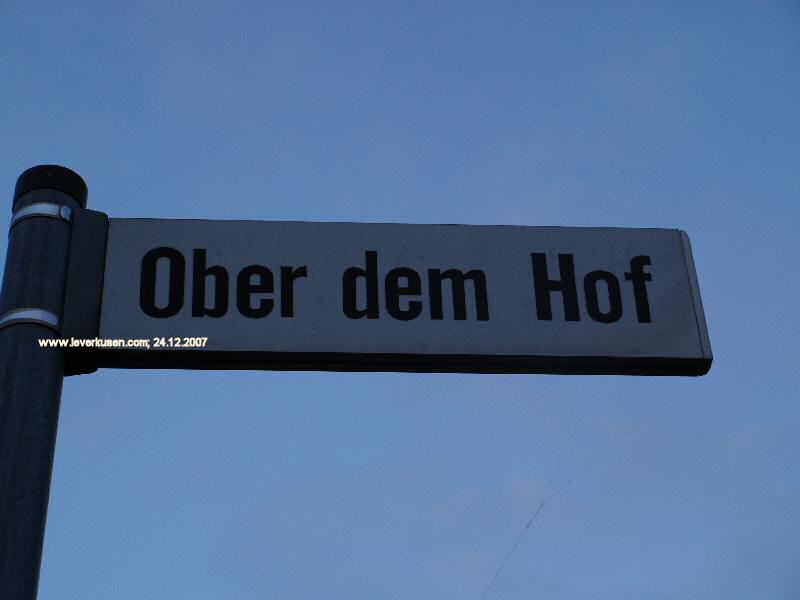 Ober dem Hof
www.leverkusen.com; 24.12.2007